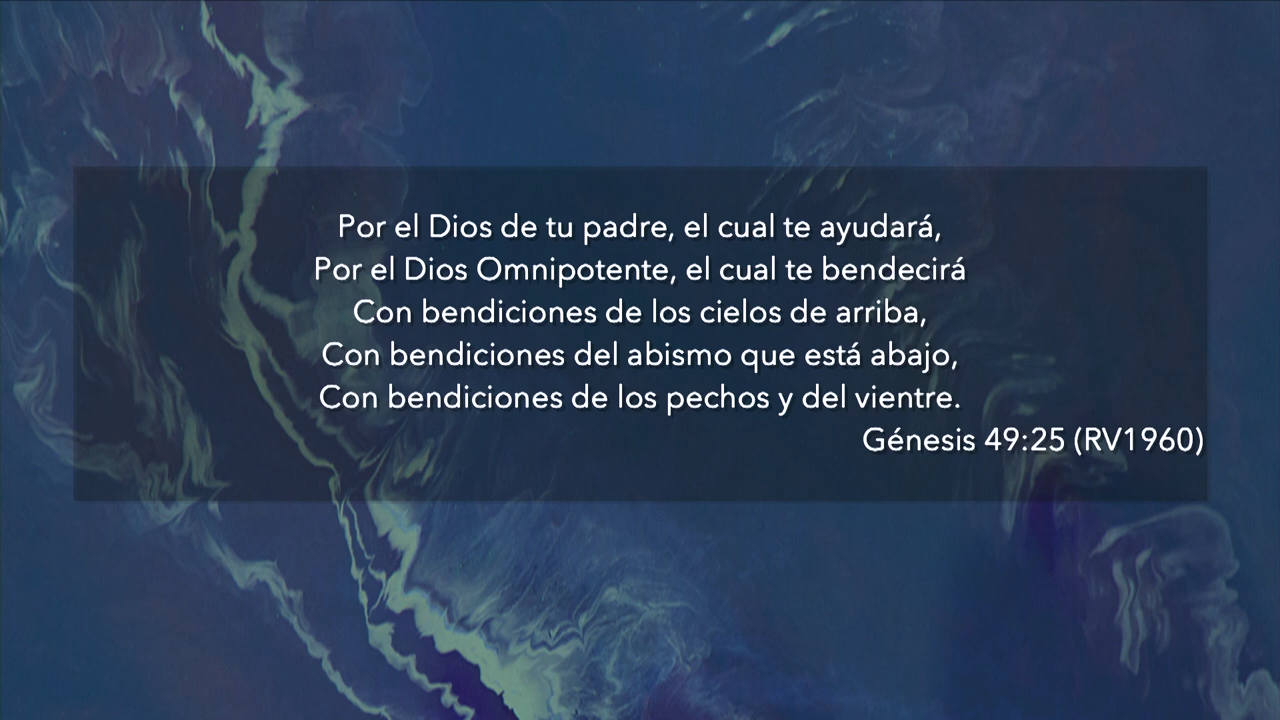 Por el Dios de tu padre, el cual te ayudará,
Por el Dios Omnipotente, el cual te bendecirá
Con bendiciones de los cielos de arriba,
Con bendiciones del abismo que está abajo,
Con bendiciones de los pechos y del vientre.
Génesis 49:25 (RV1960)